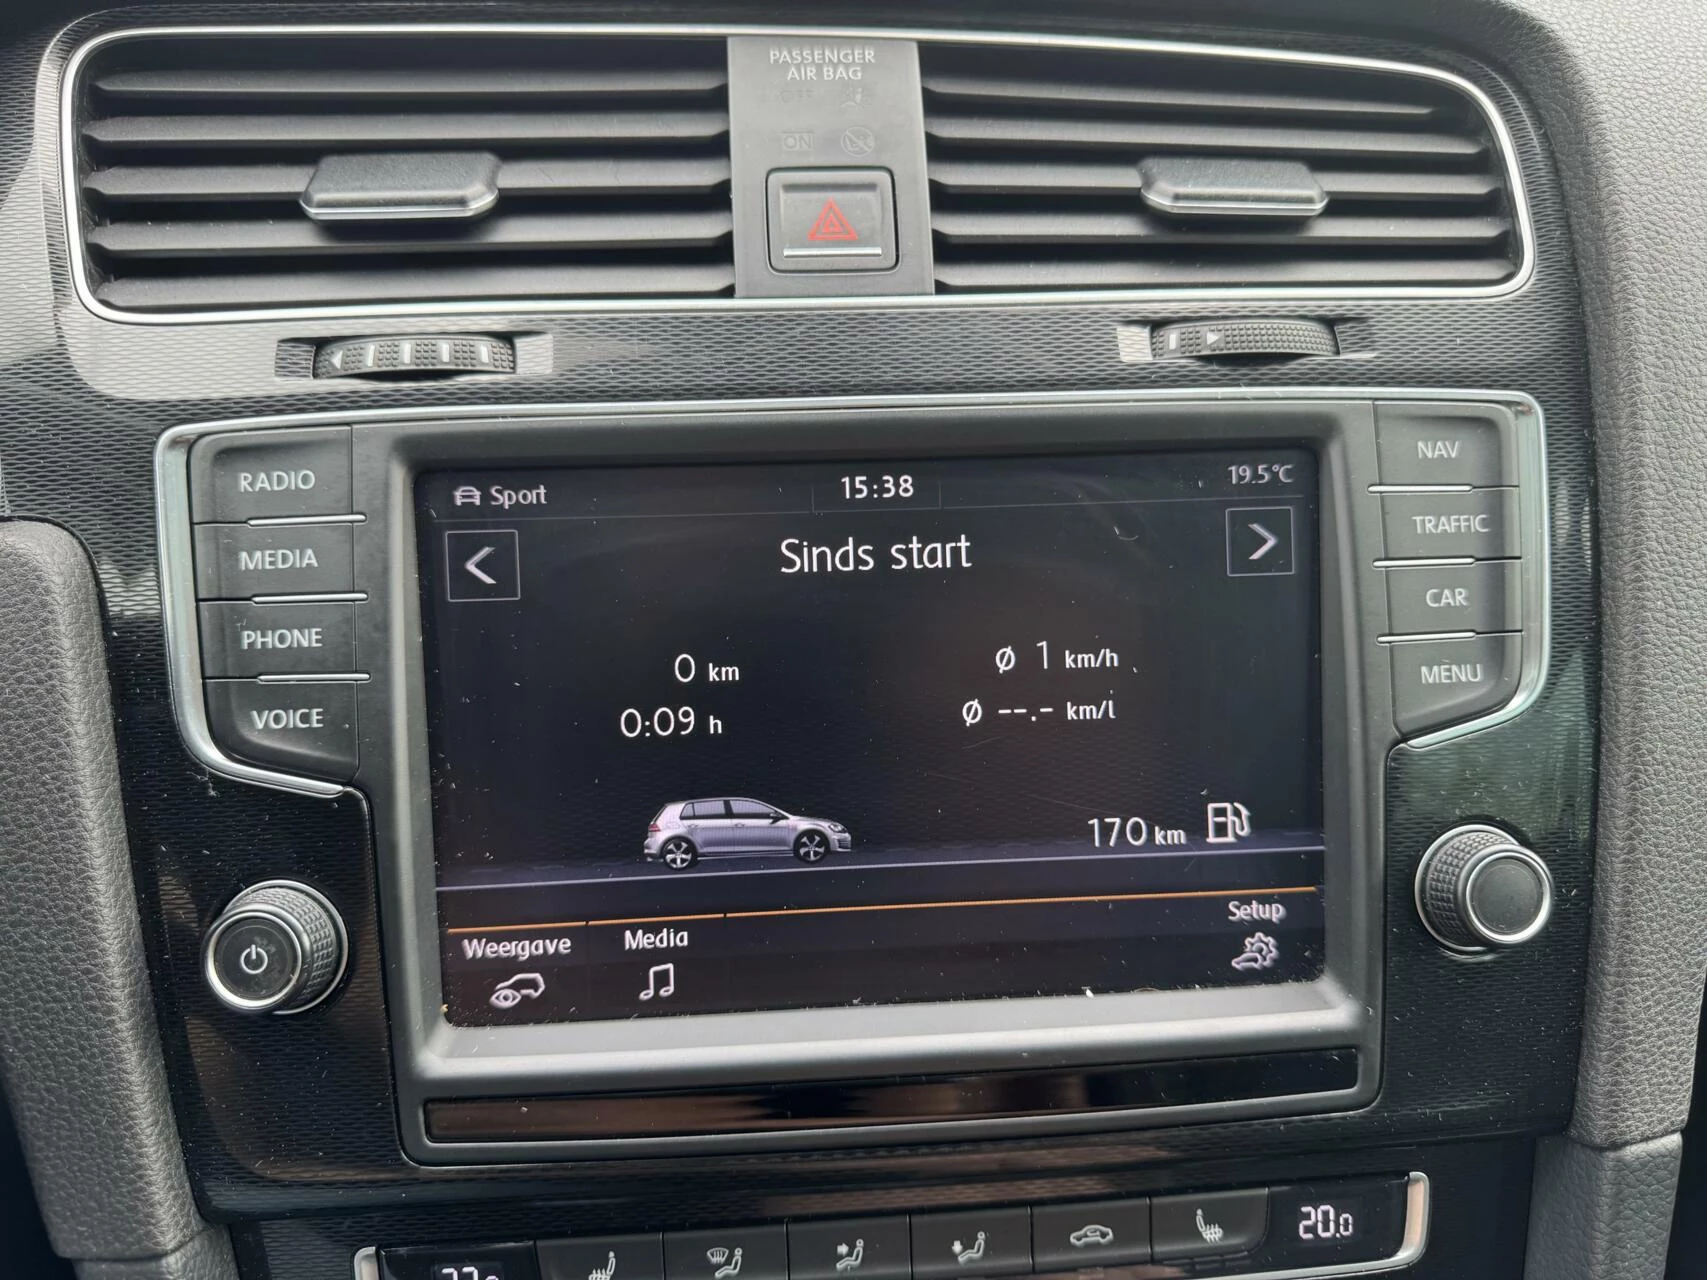 PASSENGER
AIR BAG
OFF
ON
RADIO
MEDIA
PHONE
VOICE
NAV
TRAFFIC
CAR
MENU
Sport
15:38
19.5°C
Sinds start
0 km
Ø 1 km/h
0:09 h
Ø --.- km/l
170 km
Weergave
Media
Setup
20.0